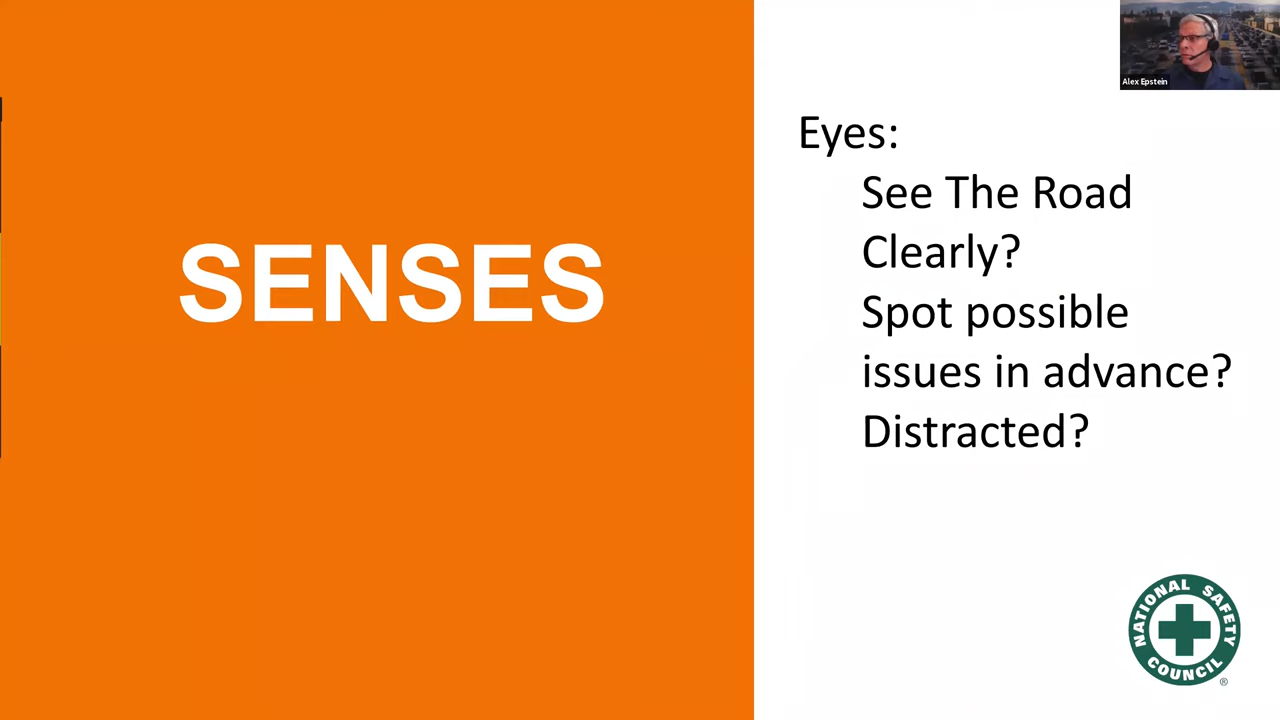 Alex Epstein
SENSES
Eyes:
See The Road
Clearly?
Spot possible
issues in advance?
Distracted?
NATIONAL SAFETY
COUNCIL
®